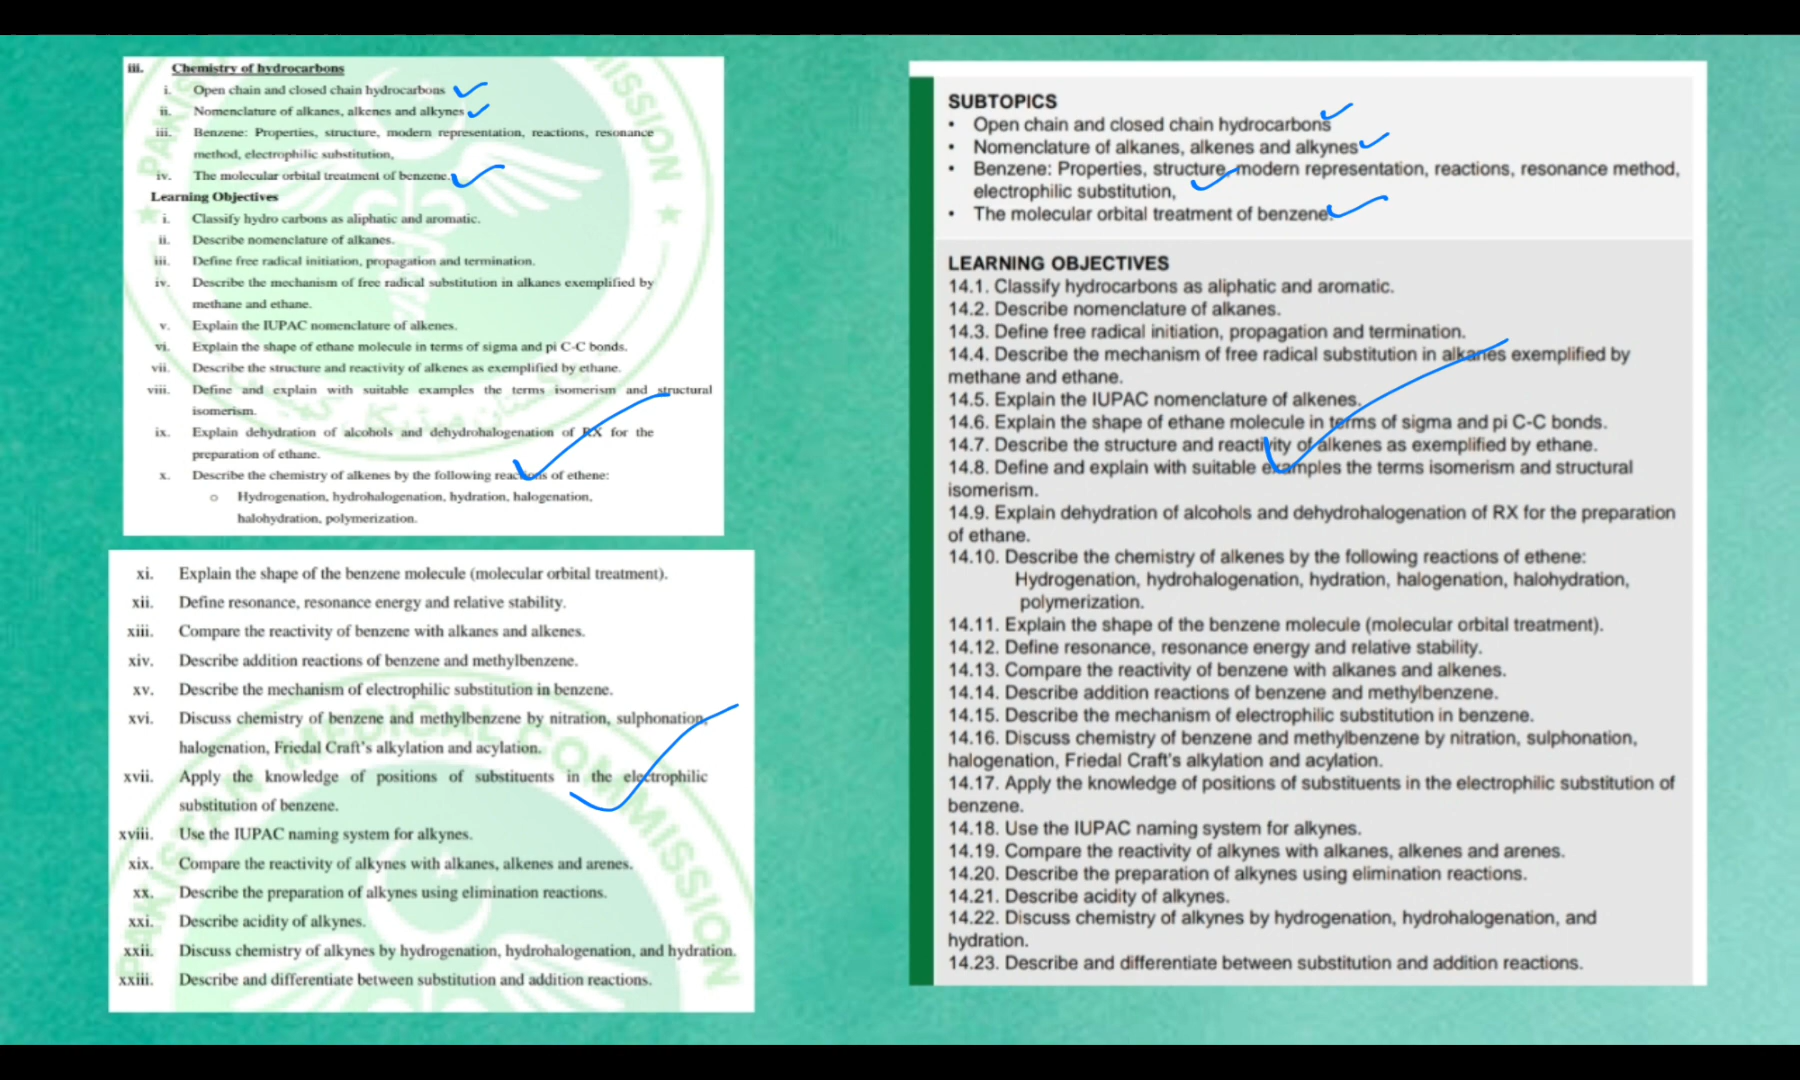 iii. Chemistry of hydrocarbons
i. Open chain and closed chain hydrocarbons
ii. Nomenclature of alkanes, alkenes and alkynes
iii. Benzene: Properties, structure, modern representation, reactions, resonance
method, electrophilic substitution,
iv. The molecular orbital treatment of benzene.
Learning Objectives
i. Classify hydro carbons as aliphatic and aromatic.
ii. Describe nomenclature of alkanes.
iii. Define free radical initiation, propagation and termination.
iv. Describe the mechanism of free radical substitution in alkanes exemplified by
methane and ethane.
v. Explain the IUPAC nomenclature of alkenes.
vi. Explain the shape of ethane molecule in terms of sigma and pi C-C bonds.
vii. Describe the structure and reactivity of alkenes as exemplified by ethane.
viii. Define and explain with suitable examples the terms isomerism and structural
isomerism.
ix. Explain dehydration of alcohols and dehydrohalogenation of RX for the
preparation of ethane.
x. Describe the chemistry of alkenes by the following reactions of ethene:
o Hydrogenation, hydrohalogenation, hydration, halogenation,
halohydration, polymerization.
xi. Explain the shape of the benzene molecule (molecular orbital treatment).
xii. Define resonance, resonance energy and relative stability.
xiii. Compare the reactivity of benzene with alkanes and alkenes.
xiv. Describe addition reactions of benzene and methylbenzene.
xv. Describe the mechanism of electrophilic substitution in benzene.
xvi. Discuss chemistry of benzene and methylbenzene by nitration, sulphonation,
halogenation, Friedal Craft's alkylation and acylation.
xvii. Apply the knowledge of positions of substituents in the electrophilic
substitution of benzene.
xviii. Use the IUPAC naming system for alkynes.
xix. Compare the reactivity of alkynes with alkanes, alkenes and arenes.
xx. Describe the preparation of alkynes using elimination reactions.
xxi. Describe acidity of alkynes.
xxii. Discuss chemistry of alkynes by hydrogenation, hydrohalogenation, and hydration.
xxiii. Describe and differentiate between substitution and addition reactions.
PAKISTAN MEDICAL COMMISSION
SUBTOPICS
• Open chain and closed chain hydrocarbons
• Nomenclature of alkanes, alkenes and alkynes
• Benzene: Properties, structure, modern representation, reactions, resonance method,
electrophilic substitution,
• The molecular orbital treatment of benzene.
LEARNING OBJECTIVES
14.1. Classify hydrocarbons as aliphatic and aromatic.
14.2. Describe nomenclature of alkanes.
14.3. Define free radical initiation, propagation and termination.
14.4. Describe the mechanism of free radical substitution in alkanes exemplified by
methane and ethane.
14.5. Explain the IUPAC nomenclature of alkenes.
14.6. Explain the shape of ethane molecule in terms of sigma and pi C-C bonds.
14.7. Describe the structure and reactivity of alkenes as exemplified by ethane.
14.8. Define and explain with suitable examples the terms isomerism and structural
isomerism.
14.9. Explain dehydration of alcohols and dehydrohalogenation of RX for the preparation
of ethane.
14.10. Describe the chemistry of alkenes by the following reactions of ethene:
Hydrogenation, hydrohalogenation, hydration, halogenation, halohydration,
polymerization.
14.11. Explain the shape of the benzene molecule (molecular orbital treatment).
14.12. Define resonance, resonance energy and relative stability.
14.13. Compare the reactivity of benzene with alkanes and alkenes.
14.14. Describe addition reactions of benzene and methylbenzene.
14.15. Describe the mechanism of electrophilic substitution in benzene.
14.16. Discuss chemistry of benzene and methylbenzene by nitration, sulphonation,
halogenation, Friedal Craft's alkylation and acylation.
14.17. Apply the knowledge of positions of substituents in the electrophilic substitution of
benzene.
14.18. Use the IUPAC naming system for alkynes.
14.19. Compare the reactivity of alkynes with alkanes, alkenes and arenes.
14.20. Describe the preparation of alkynes using elimination reactions.
14.21. Describe acidity of alkynes.
14.22. Discuss chemistry of alkynes by hydrogenation, hydrohalogenation, and
hydration.
14.23. Describe and differentiate between substitution and addition reactions.